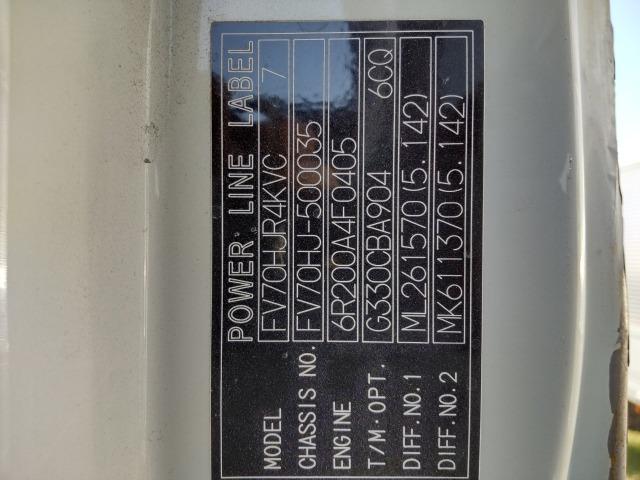 POWER LINE LABEL
MODEL FV70HJR4KVC 7
CHASSIS NO. FV70HJ-500035
ENGINE 6R200A4F0405
T/M·OPT. G330CBA904 6CQ
DIFF.NO.1 ML261570(5.142)
DIFF.NO.2 MK611370(5.142)